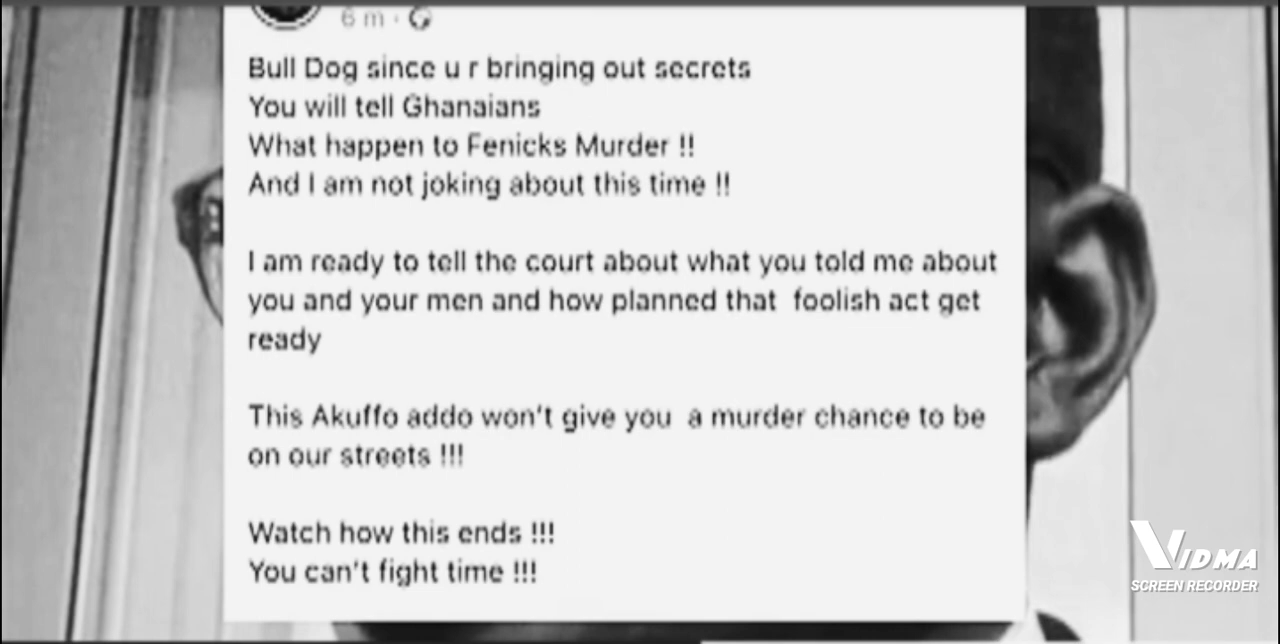 6 m ·
Bull Dog since u r bringing out secrets
You will tell Ghanaians
What happen to Fenicks Murder !!
And I am not joking about this time !!
I am ready to tell the court about what you told me about
you and your men and how planned that foolish act get
ready
This Akuffo addo won't give you a murder chance to be
on our streets !!!
Watch how this ends !!!
You can't fight time !!!
VIDMA
SCREEN RECORDER